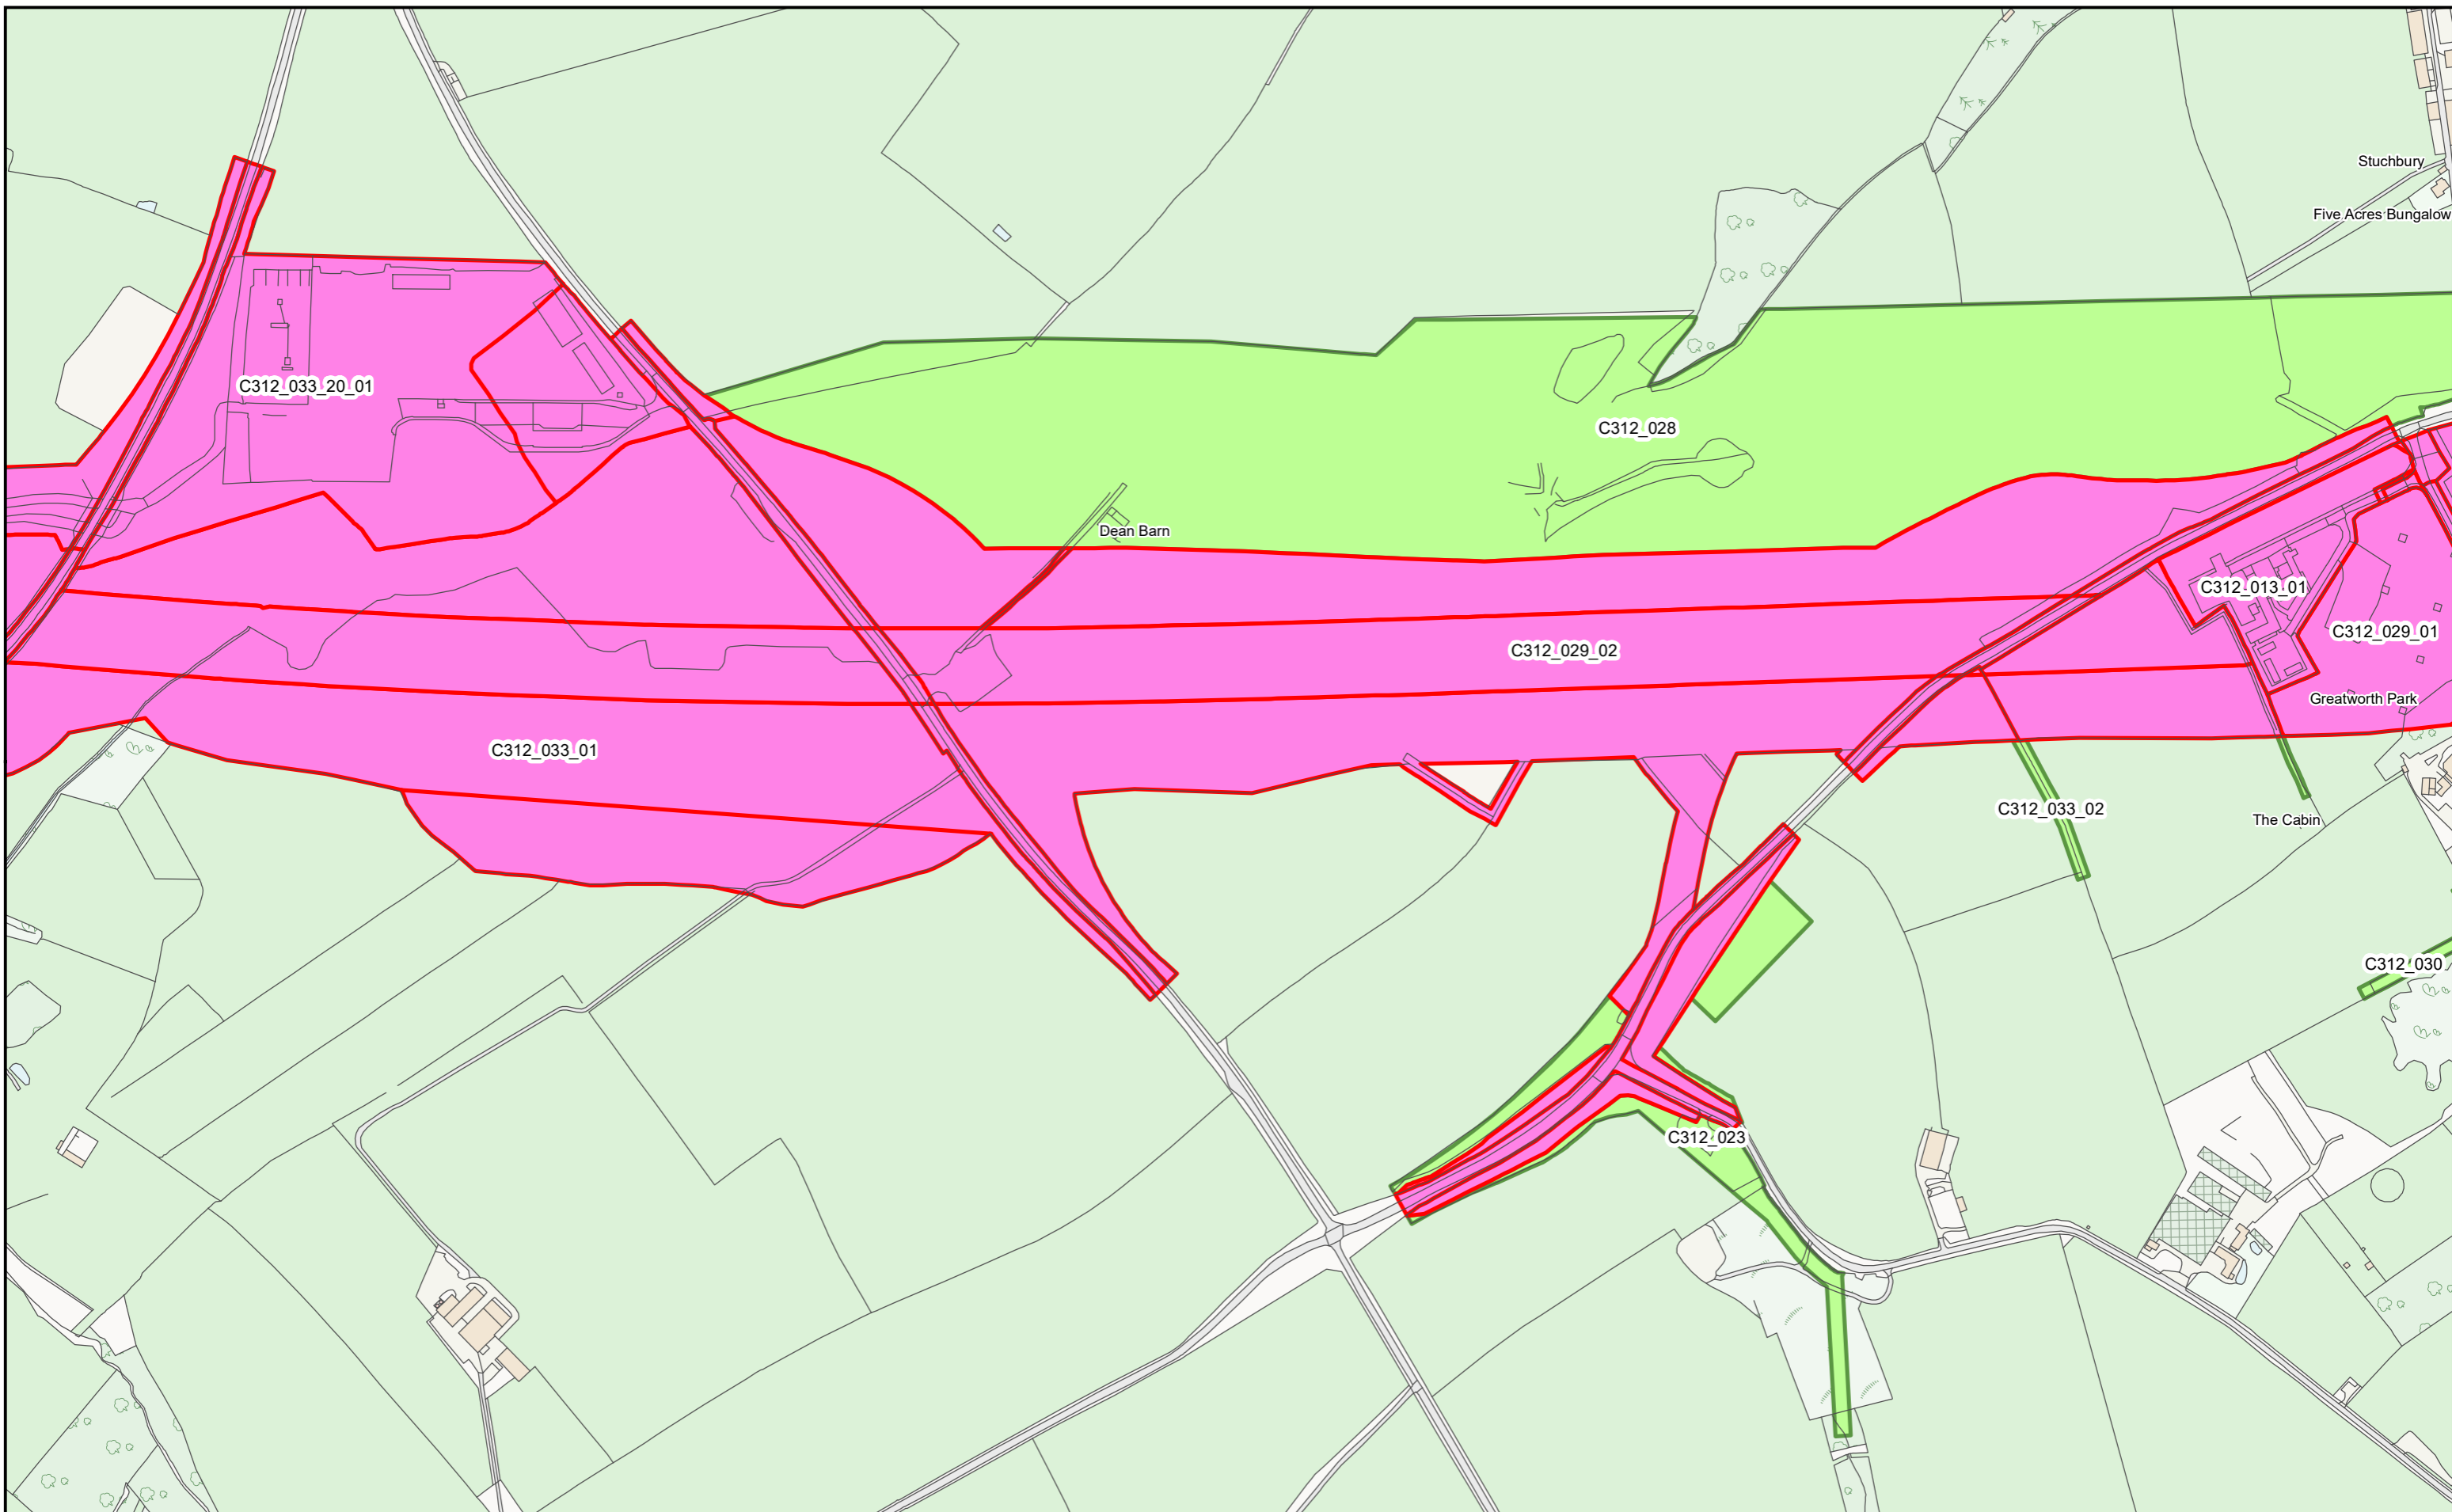 Stuchbury
Five Acres Bungalow
C312_033_20_01
C312_028
Dean Barn
C312_013_01
C312_029_01
C312_029_02
Greatworth Park
C312_033_01
C312_033_02
The Cabin
C312_030
C312_023